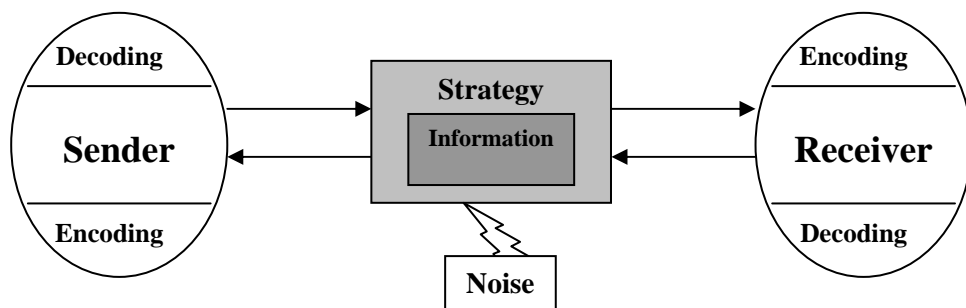 Decoding
Sender
Encoding
Strategy
Information
Noise
Encoding
Receiver
Decoding